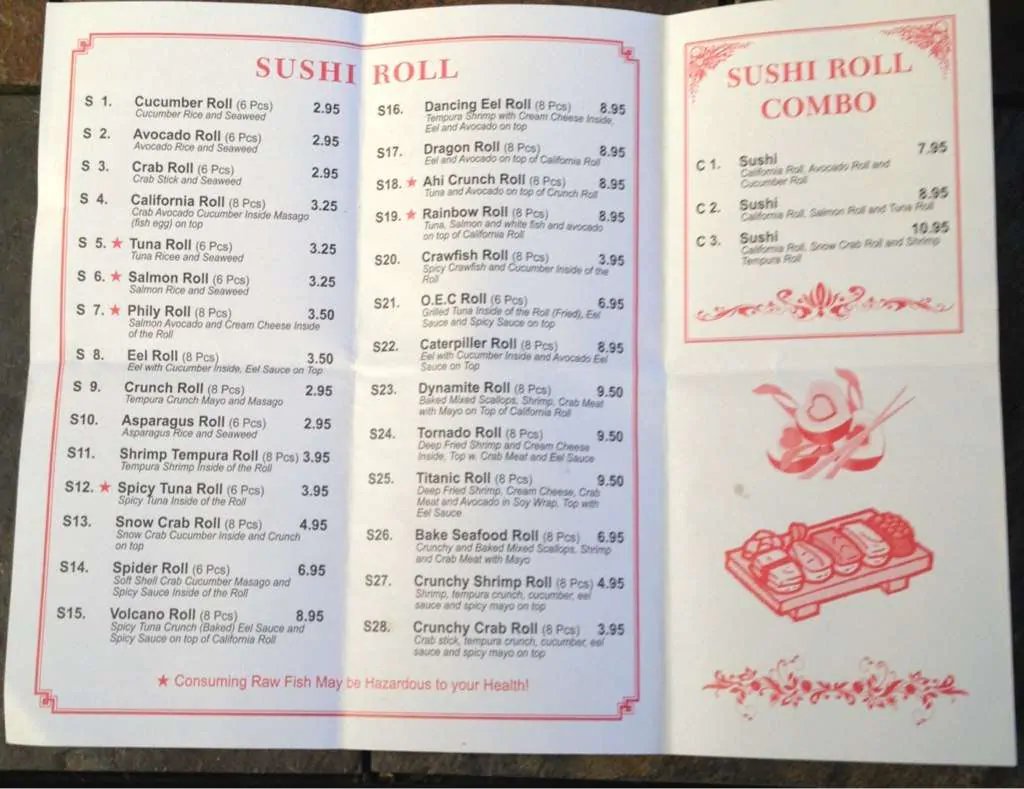 SUSHI ROLL
S 1. Cucumber Roll (6 Pcs) 2.95
Cucumber Rice and Seaweed
S 2. Avocado Roll (6 Pcs) 2.95
Avocado Rice and Seaweed
S 3. Crab Roll (6 Pcs) 2.95
Crab Stick and Seaweed
S 4. California Roll (8 Pcs) 3.25
Crab Avocado Cucumber Inside Masago
(fish egg) on top
S 5. ★ Tuna Roll (6 Pcs) 3.25
Tuna Ricee and Seaweed
S 6. ★ Salmon Roll (6 Pcs) 3.25
Salmon Rice and Seaweed
S 7. ★ Phily Roll (8 Pcs) 3.50
Salmon Avocado and Cream Cheese Inside
of the Roll
S 8. Eel Roll (8 Pcs) 3.50
Eel with Cucumber Inside, Eel Sauce on Top
S 9. Crunch Roll (8 Pcs) 2.95
Tempura Crunch Mayo and Masago
S10. Asparagus Roll (6 Pcs) 2.95
Asparagus Rice and Seaweed
S11. Shrimp Tempura Roll (8 Pcs) 3.95
Tempura Shrimp Inside of the Roll
S12. ★ Spicy Tuna Roll (6 Pcs) 3.95
Spicy Tuna Inside of the Roll
S13. Snow Crab Roll (8 Pcs) 4.95
Snow Crab Cucumber Inside and Crunch
on top
S14. Spider Roll (6 Pcs) 6.95
Soft Shell Crab Cucumber Masago and
Spicy Sauce Inside of the Roll
S15. Volcano Roll (8 Pcs) 8.95
Spicy Tuna Crunch (Baked) Eel Sauce and
Spicy Sauce on top of California Roll
S16. Dancing Eel Roll (8 Pcs) 8.95
Tempura Shrimp with Cream Cheese Inside,
Eel and Avocado on top
S17. Dragon Roll (8 Pcs) 8.95
Eel and Avocado on top of California Roll
S18. ★ Ahi Crunch Roll (8 Pcs) 8.95
Tuna and Avocado on top of Crunch Roll
S19. ★ Rainbow Roll (8 Pcs) 8.95
Tuna, Salmon and white fish and avocado
on top of California Roll
S20. Crawfish Roll (8 Pcs) 3.95
Spicy Crawfish and Cucumber Inside of the
Roll
S21. O.E.C Roll (6 Pcs) 6.95
Grilled Tuna Inside of the Roll (Fried), Eel
Sauce and Spicy Sauce on top
S22. Caterpiller Roll (8 Pcs) 8.95
Eel with Cucumber Inside and Avocado Eel
Sauce on Top
S23. Dynamite Roll (8 Pcs) 9.50
Baked Mixed Scallops, Shrimp, Crab Meat
with Mayo on Top of California Roll
S24. Tornado Roll (8 Pcs) 9.50
Deep Fried Shrimp and Cream Cheese
Inside, Top w. Crab Meat and Eel Sauce
S25. Titanic Roll (8 Pcs) 9.50
Deep Fried Shrimp, Cream Cheese, Crab
Meat and Avocado in Soy Wrap, Top with
Eel Sauce
S26. Bake Seafood Roll (8 Pcs) 6.95
Crunchy and Baked Mixed Scallops, Shrimp
and Crab Meat with Mayo
S27. Crunchy Shrimp Roll (8 Pcs) 4.95
Shrimp, tempura crunch, cucumber, eel
sauce and spicy mayo on top
S28. Crunchy Crab Roll (8 Pcs) 3.95
Crab stick, tempura crunch, cucumber, eel
sauce and spicy mayo on top
★ Consuming Raw Fish May be Hazardous to your Health!
SUSHI ROLL
COMBO
C 1. Sushi 7.95
California Roll, Avocado Roll and
Cucumber Roll
C 2. Sushi 8.95
California Roll, Salmon Roll and Tuna Roll
C 3. Sushi 10.95
California Roll, Snow Crab Roll and Shrimp
Tempura Roll